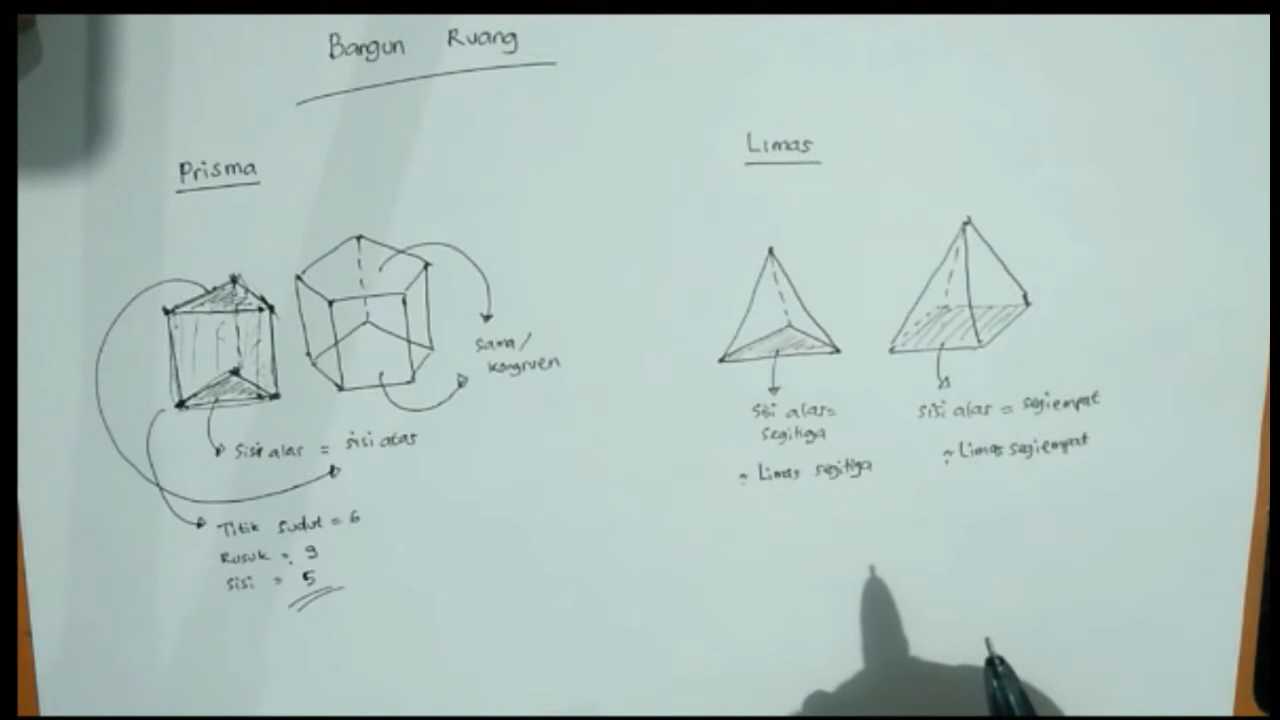 Bangun Ruang
Prisma
Sama/
kongruen
Sisi alas = sisi atas
Titik sudut = 6
Rusuk = 9
Sisi = 5
Limas
Sisi alas =
segitiga
: Limas segitiga
sisi alas = segiempat
: Limas segiempat